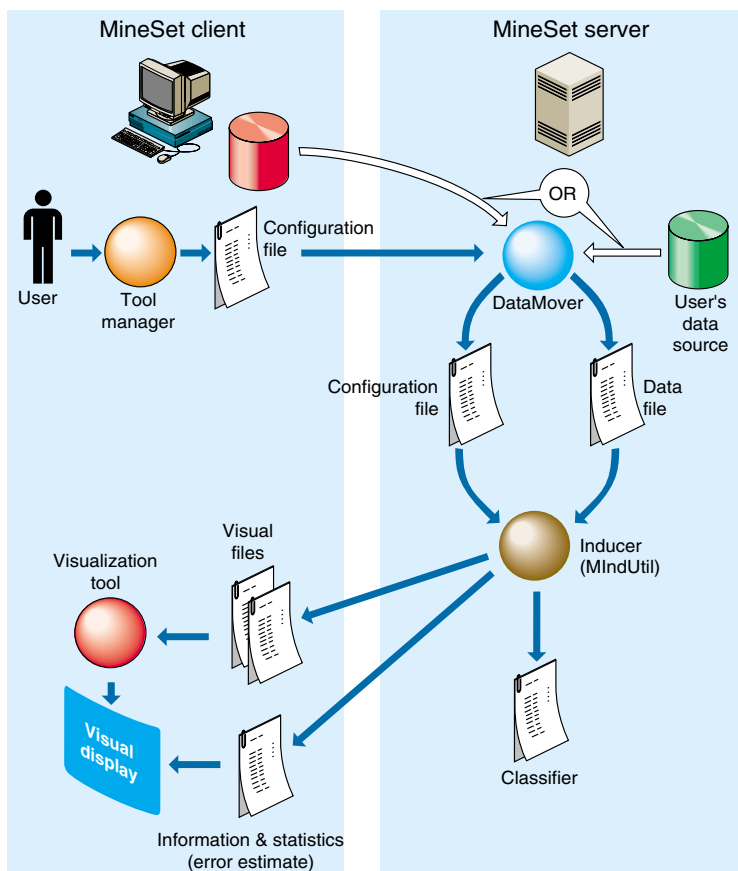 MineSet client
MineSet server
OR
Configuration
file
User
Tool
manager
DataMover
User's
data
source
Configuration
file
Data
file
Visual
files
Visualization
tool
Inducer
(MIndUtil)
Visual
display
Classifier
Information & statistics
(error estimate)